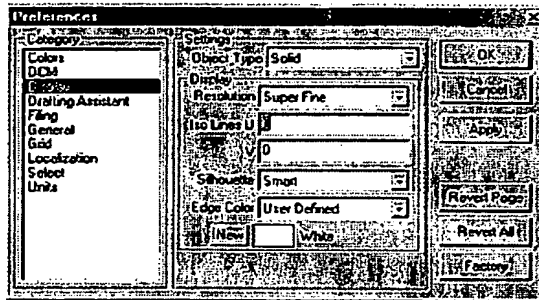 Preferences
Category
Colors
DCM
Display
Drafting Assistant
Filing
General
Grid
Localization
Select
Units
Settings
Object Type Solid
Display
Resolution Super Fine
Iso Lines U
V 0
Silhouette Smart
Edge Color User Defined
New White
OK
Cancel
Apply
Revert Page
Revert All
Factory